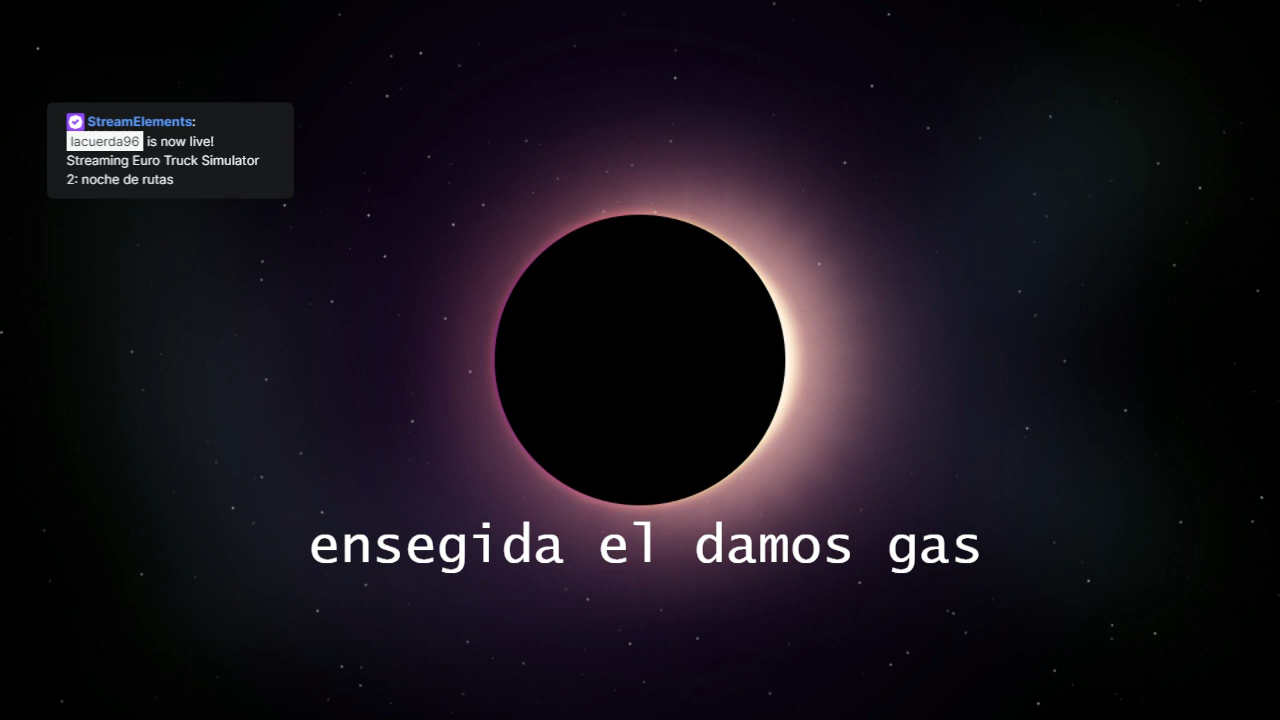 StreamElements:
lacuerda96 is now live!
Streaming Euro Truck Simulator
2: noche de rutas
ensegida el damos gas